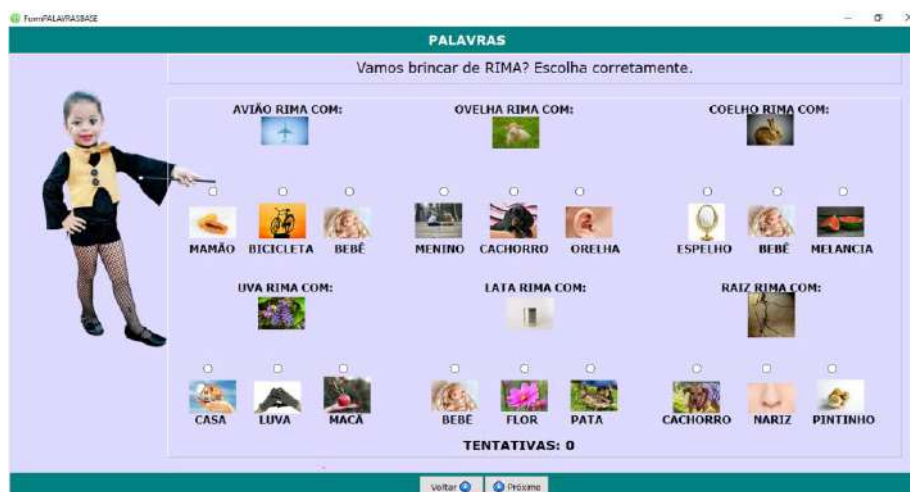 FormPALAVRASBASE
PALAVRAS
Vamos brincar de RIMA? Escolha corretamente.
AVIÃO RIMA COM:
OVELHA RIMA COM:
COELHO RIMA COM:
MAMÃO BICICLETA BEBÊ
MENINO CACHORRO ORELHA
ESPELHO BEBÊ MELANCIA
UVA RIMA COM:
LATA RIMA COM:
RAIZ RIMA COM:
CASA LUVA MAÇÃ
BEBÊ FLOR PATA
CACHORRO NARIZ PINTINHO
TENTATIVAS: 0
Voltar Próximo